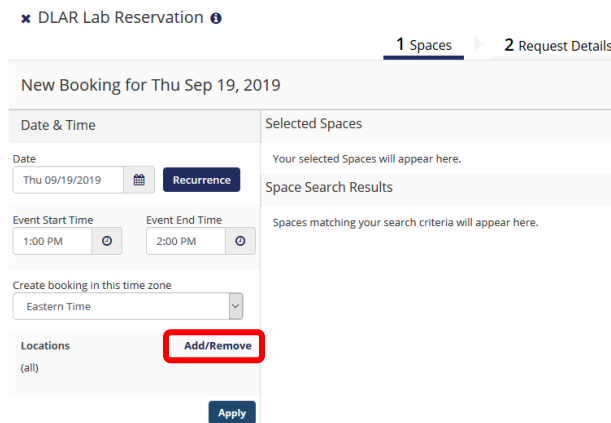 × DLAR Lab Reservation
1 Spaces 2 Request Details
New Booking for Thu Sep 19, 2019
Date & Time
Selected Spaces
Date
Your selected Spaces will appear here.
Thu 09/19/2019 Recurrence
Space Search Results
Event Start Time Event End Time
Spaces matching your search criteria will appear here.
1:00 PM 2:00 PM
Create booking in this time zone
Eastern Time
Locations Add/Remove
(all)
Apply